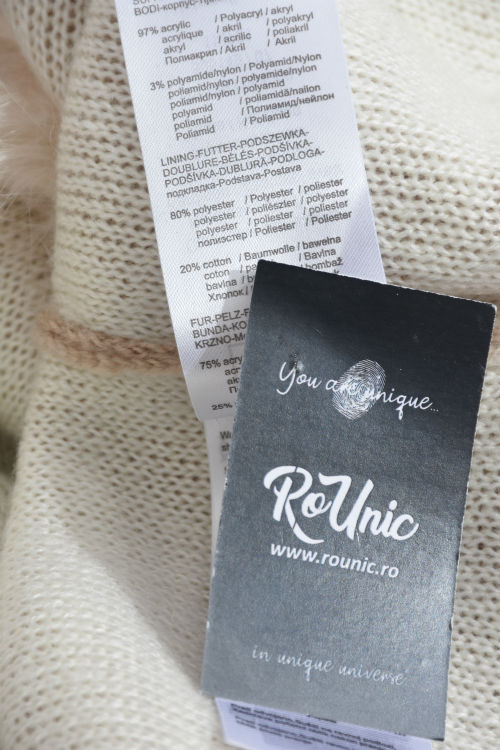 BODI-корпус-
97% acrylic / Polyacryl / akryl
acrylique / akril / polyakryl
akryl / acrilic / poliakril
Полиакрил / Akril / Akril
3% polyamide/nylon / Polyamid/Nylon
poliamid/nylon / polyamide/nylon
polyamid / polyamid
poliamid / poliamidă/nailon
poliamid / Полиамид/нейлон
Poliamid / Poliamid
LINING-FUTTER-PODSZEWKA-
DOUBLURE-BÉLÉS-PODŠÍVKA-
PODŠÍVKA-DUBLURĂ-PODLOGA-
подкладка-Podstava-Postava
80% polyester / Polyester / poliester
polyester / poliészter / polyester
polyester / poliester / poliester
полиэстер / Poliester / Poliester
20% cotton / Baumwolle / bawełna
coton
bavlna / Bavlna
bavlna / bombaž
Хлопок
FUR-PELZ-
BUNDA-
KRZNO-
75%
25%
You are unique...
RoUnic
www.rounic.ro
in unique universe